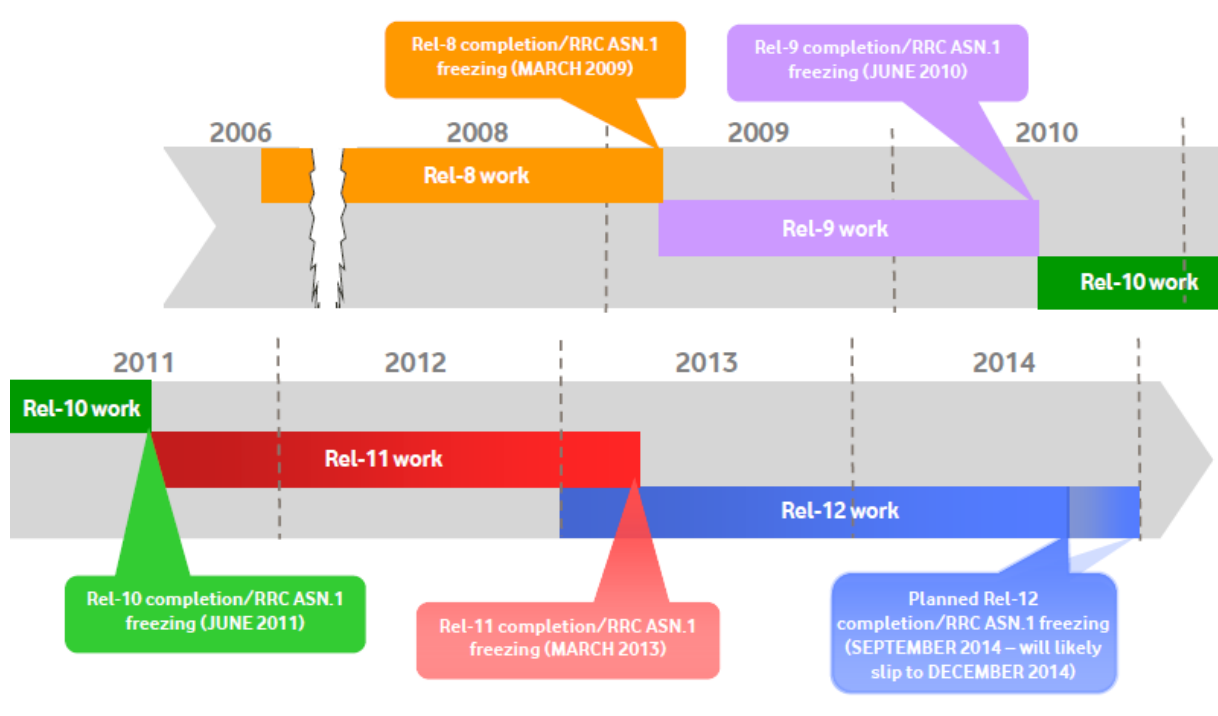 Rel-8 completion/RRC ASN.1
freezing (MARCH 2009)
Rel-9 completion/RRC ASN.1
freezing (JUNE 2010)
2006
2008
2009
2010
Rel-8 work
Rel-9 work
Rel-10 work
2011
2012
2013
2014
Rel-10 work
Rel-11 work
Rel-12 work
Rel-10 completion/RRC ASN.1
freezing (JUNE 2011)
Rel-11 completion/RRC ASN.1
freezing (MARCH 2013)
Planned Rel-12
completion/RRC ASN.1 freezing
(SEPTEMBER 2014 – will likely
slip to DECEMBER 2014)